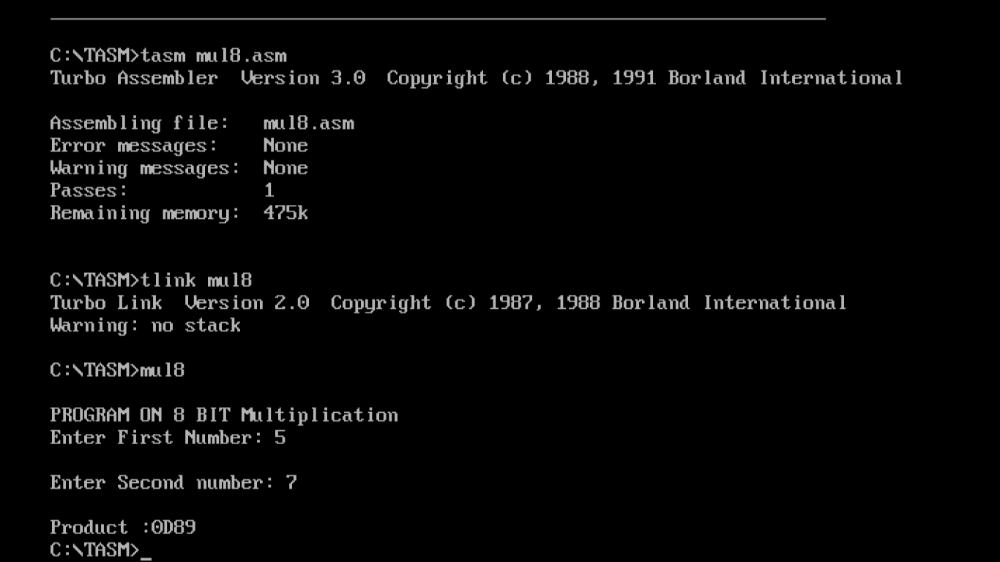 C:\TASM>tasm mul8.asm
Turbo Assembler  Version 3.0  Copyright (c) 1988, 1991 Borland International
Assembling file:   mul8.asm
Error messages:    None
Warning messages:  None
Passes:            1
Remaining memory:  475k
C:\TASM>tlink mul8
Turbo Link  Version 2.0  Copyright (c) 1987, 1988 Borland International
Warning: no stack
C:\TASM>mul8
PROGRAM ON 8 BIT Multiplication
Enter First Number: 5
Enter Second number: 7
Product :0D89
C:\TASM>_